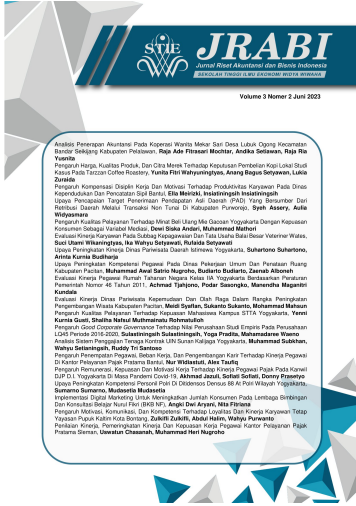 STIE
JRABI
Jurnal Riset Akuntansi dan Bisnis Indonesia
SEKOLAH TINGGI ILMU EKONOMI WIDYA WIWAHA
Volume 3 Nomer 2 Juni 2023
Analisis Penerapan Akuntansi Pada Koperasi Wanita Mekar Sari Desa Lubuk Ogong Kecamatan
Bandar Seikijang Kabupaten Pelalawan, Raja Ade Fitrasari Mochtar, Andika Setiawan, Raja Ria
Yusnita
Pengaruh Harga, Kualitas Produk, Dan Citra Merek Terhadap Keputusan Pembelian Kopi Lokal Studi
Kasus Pada Tarzzan Coffee Roastery, Yunita Fitri Wahyuningtyas, Anang Bagus Setyawan, Lukia
Zuraida
Pengaruh Kompensasi Disiplin Kerja Dan Motivasi Terhadap Produktivitas Karyawan Pada Dinas
Kependudukan Dan Pencatatan Sipil Bantul, Ella Meirizki, Insiatiningsih Insiatiningsih
Upaya Pencapaian Target Penerimaan Pendapatan Asli Daerah (PAD) Yang Bersumber Dari
Retribusi Daerah Melalui Transaksi Non Tunai Di Kabupaten Purworejo, Syeh Assery, Aulia
Widyasmara
Pengaruh Kualitas Pelayanan Terhadap Minat Beli Ulang Mie Gacoan Yogyakarta Dengan Kepuasan
Konsumen Sebagai Variabel Mediasi, Dewi Siska Andari, Muhammad Mathori
Evaluasi Kinerja Karyawan Pada Subbag Kepegawaian Dan Tata Usaha Balai Besar Veteriner Wates,
Suci Utami Wikaningtyas, Ika Wahyu Setyawati, Rufaida Setyawati
Upaya Peningkatan Kinerja Dinas Pariwisata Daerah Istimewa Yogyakarta, Suhartono Suhartono,
Arinta Kurnia Budiharja
Upaya Peningkatan Kompetensi Pegawai Pada Dinas Pekerjaan Umum Dan Penataan Ruang
Kabupaten Pacitan, Muhammad Awal Satrio Nugroho, Budiarto Budiarto, Zaenab Alboneh
Evaluasi Kinerja Pegawai Rumah Tahanan Negara Kelas IIA Yogyakarta Berdasarkan Peraturan
Pemerintah Nomor 46 Tahun 2011, Achmad Tjahjono, Podar Sasongko, Manendha Maganitri
Kundala
Evaluasi Kinerja Dinas Pariwisata Kepemudaan Dan Olah Raga Dalam Rangka Peningkatan
Pengembangan Wisata Kabupaten Pacitan, Meidi Syaflan, Sukanto Sukanto, Mohammad Mahaun
Pengaruh Kualitas Pelayanan Terhadap Kepuasan Mahasiswa Kampus STTA Yogyakarta, Yenni
Kurnia Gusti, Shaliha Nafsul Muthmainatu Rohmatulloh
Pengaruh Good Corporate Governance Terhadap Nilai Perusahaan Studi Empiris Pada Perusahaan
LQ45 Periode 2016-2020, Sulastiningsih Sulastiningsih, Yoga Pradita, Mahamadaree Waeno
Analisis Sistem Penggajian Tenaga Kontrak UIN Sunan Kalijaga Yogyakarta, Muhammad Subkhan,
Wahyu Setianingsih, Ruddy Tri Santoso
Pengaruh Penempatan Pegawai, Beban Kerja, Dan Pengembangan Karir Terhadap Kinerja Pegawai
Di Kantor Pelayanan Pajak Pratama Bantul, Nur Widiastuti, Alex Taufiq
Pengaruh Remunerasi, Kepuasan Dan Motivasi Kerja Terhadap Kinerja Pegawai Pajak Pada Kanwil
DJP D.I. Yogyakarta Di Masa Pandemi Covid-19, Akhmad Jazuli, Sofiati Sofiati, Donny Prasetyo
Upaya Peningkatan Kompetensi Personil Polri Di Ditidensos Densus 88 At Polri Wilayah Yogyakarta,
Sumarno Sumarno, Mudasetia Mudasetia
Implementasi Digital Marketing Untuk Meningkatkan Jumlah Konsumen Pada Lembaga Bimbingan
Dan Konsultasi Belajar Nurul Fikri (BKB NF), Angki Dwi Aryani, Nita Fitriana
Pengaruh Motivasi, Komunikasi, Dan Kompetensi Terhadap Loyalitas Dan Kinerja Karyawan Tetap
Yayasan Pupuk Kaltim Kota Bontang, Zulkifli Zulkifli, Abdul Halim, Wahyu Purwanto
Penilaian Kinerja, Pemeringkatan Kinerja Dan Kepuasan Kerja Pegawai Kantor Pelayanan Pajak
Pratama Sleman, Uswatun Chasanah, Muhammad Heri Nugroho